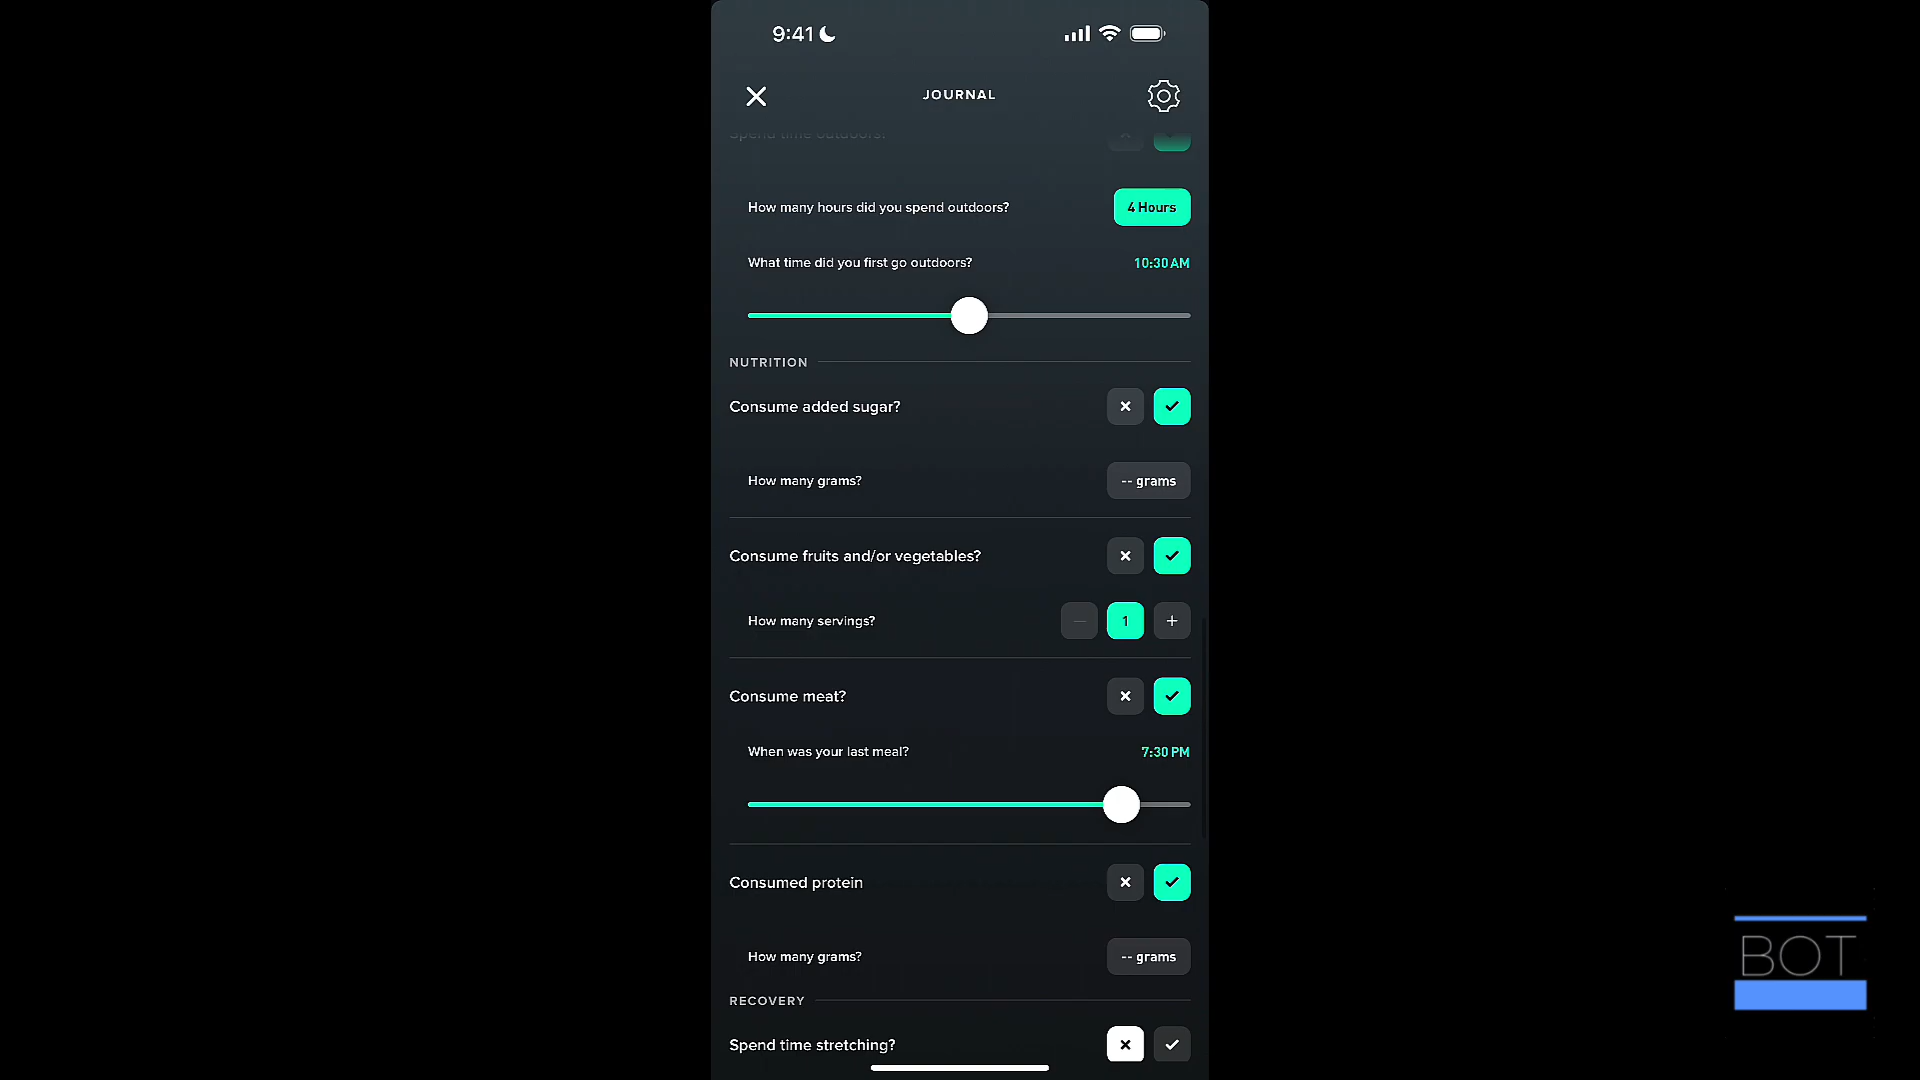 9:41
JOURNAL
Spend time outdoors?
How many hours did you spend outdoors?
4 Hours
What time did you first go outdoors?
10:30 AM
NUTRITION
Consume added sugar?
How many grams?
-- grams
Consume fruits and/or vegetables?
How many servings?
1
Consume meat?
When was your last meal?
7:30 PM
Consumed protein
How many grams?
-- grams
RECOVERY
Spend time stretching?
BOT